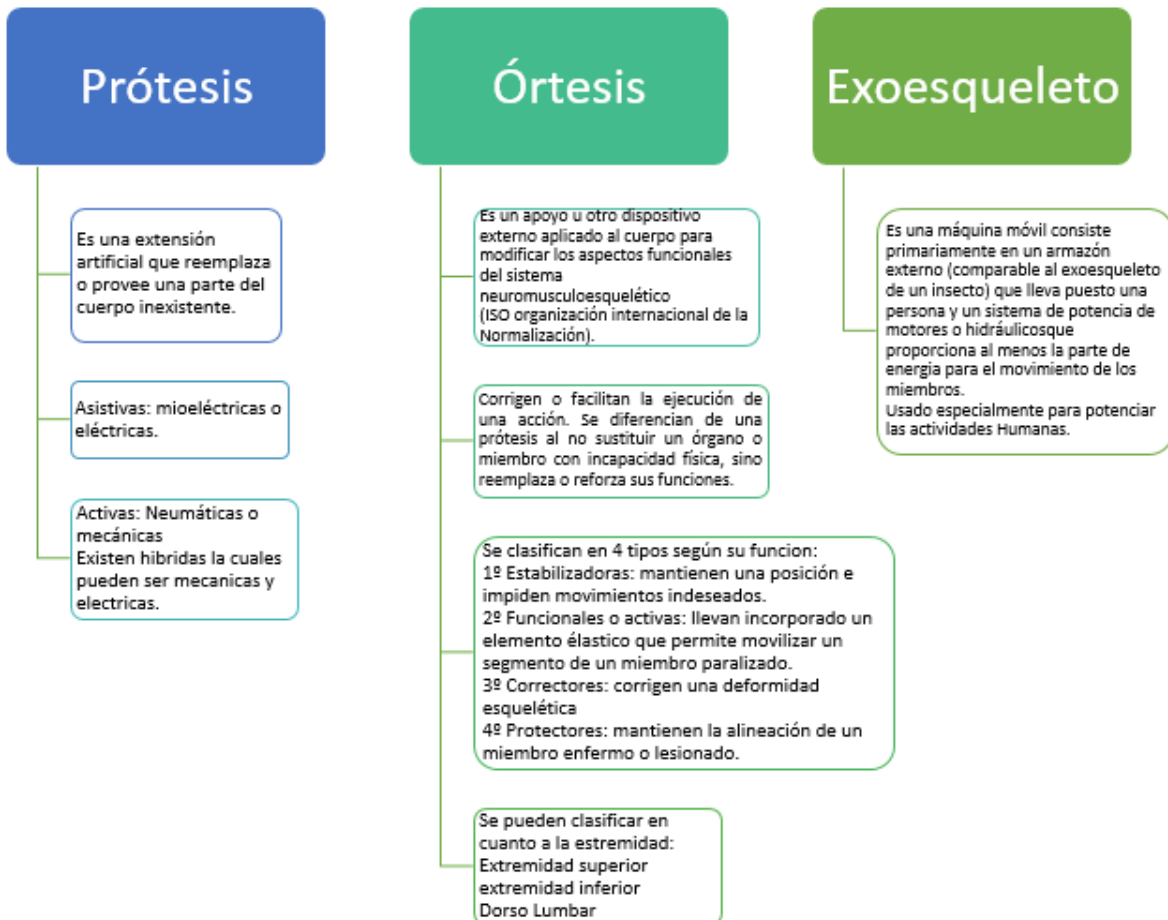 Prótesis
Es una extensión
artificial que reemplaza
o provee una parte del
cuerpo inexistente.
Asistivas: mioeléctricas o
eléctricas.
Activas: Neumáticas o
mecánicas
Existen hibridas la cuales
pueden ser mecanicas y
electricas.
Órtesis
Es un apoyo u otro dispositivo
externo aplicado al cuerpo para
modificar los aspectos funcionales
del sistema
neuromusculoesquelético
(ISO organización internacional de la
Normalización).
Corrigen o facilitan la ejecución de
una acción. Se diferencian de una
prótesis al no sustituir un órgano o
miembro con incapacidad física, sino
reemplaza o reforza sus funciones.
Se clasifican en 4 tipos según su funcion:
1º Estabilizadoras: mantienen una posición e
impiden movimientos indeseados.
2º Funcionales o activas: llevan incorporado un
elemento élastico que permite movilizar un
segmento de un miembro paralizado.
3º Correctores: corrigen una deformidad
esquelética
4º Protectores: mantienen la alineación de un
miembro enfermo o lesionado.
Se pueden clasificar en
cuanto a la estremidad:
Extremidad superior
extremidad inferior
Dorso Lumbar
Exoesqueleto
Es una máquina móvil consiste
primariamente en un armazón
externo (comparable al exoesqueleto
de un insecto) que lleva puesto una
persona y un sistema de potencia de
motores o hidráulicosque
proporciona al menos la parte de
energia para el movimiento de los
miembros.
Usado especialmente para potenciar
las actividades Humanas.